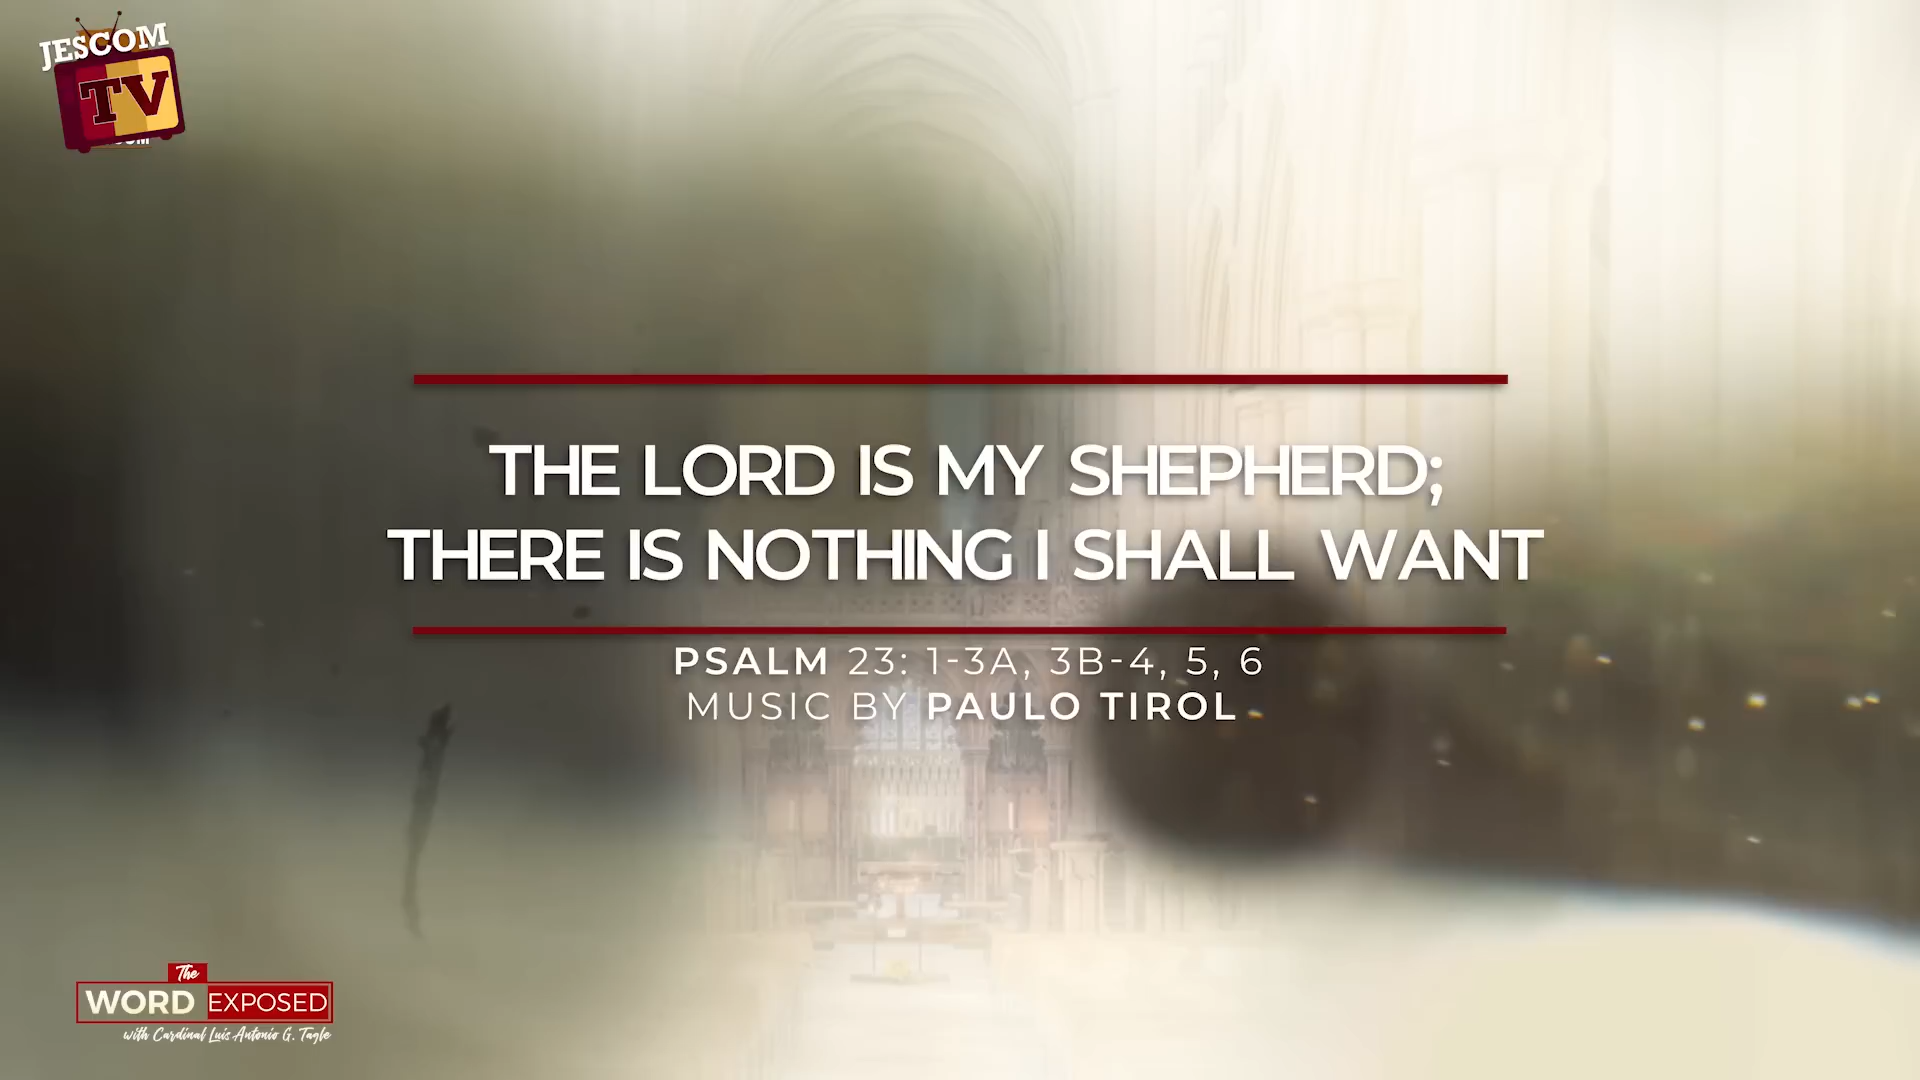 JESCOM
TV
THE LORD IS MY SHEPHERD;
THERE IS NOTHING I SHALL WANT
PSALM 23: 1-3A, 3B-4, 5, 6
MUSIC BY PAULO TIROL
The
WORD EXPOSED
with Cardinal Luis Antonio G. Tagle